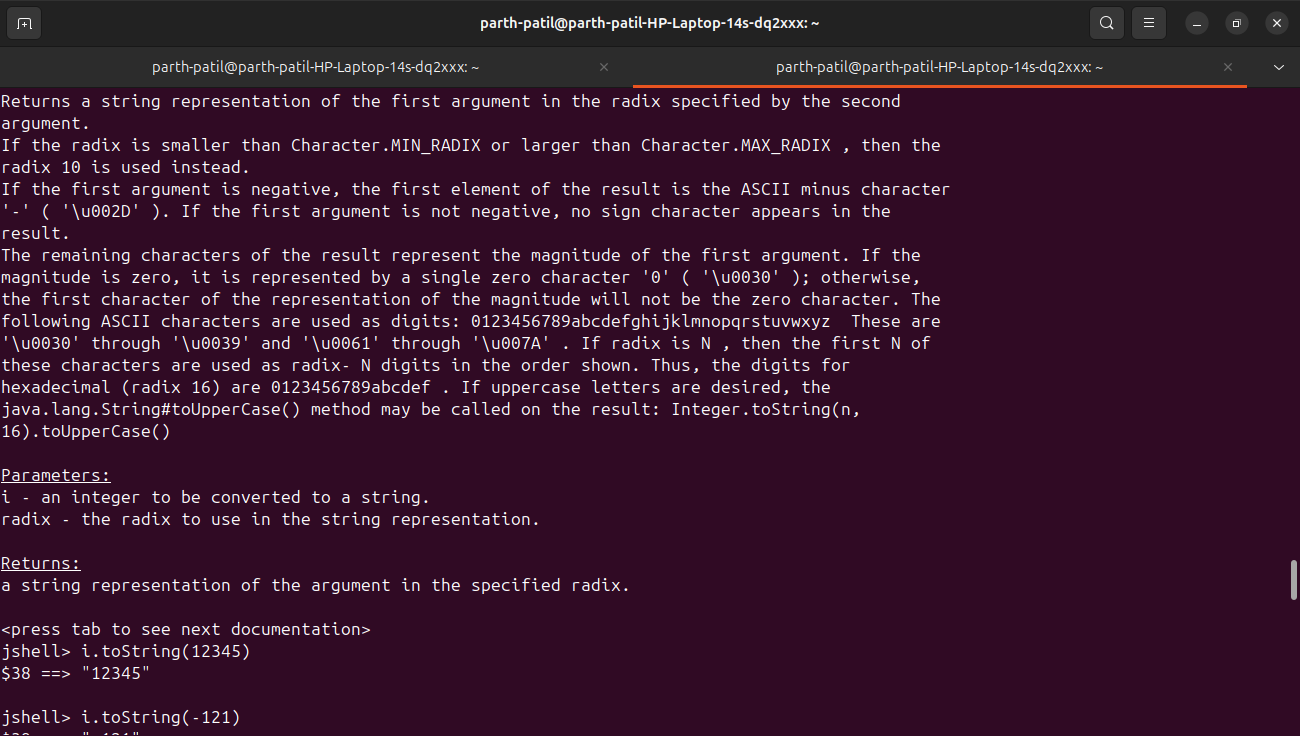 parth-patil@parth-patil-HP-Laptop-14s-dq2xxx: ~
parth-patil@parth-patil-HP-Laptop-14s-dq2xxx: ~
parth-patil@parth-patil-HP-Laptop-14s-dq2xxx: ~
Returns a string representation of the first argument in the radix specified by the second
argument.
If the radix is smaller than Character.MIN_RADIX or larger than Character.MAX_RADIX , then the
radix 10 is used instead.
If the first argument is negative, the first element of the result is the ASCII minus character
'-' ( '\u002D' ). If the first argument is not negative, no sign character appears in the
result.
The remaining characters of the result represent the magnitude of the first argument. If the
magnitude is zero, it is represented by a single zero character '0' ( '\u0030' ); otherwise,
the first character of the representation of the magnitude will not be the zero character. The
following ASCII characters are used as digits: 0123456789abcdefghijklmnopqrstuvwxyz  These are
'\u0030' through '\u0039' and '\u0061' through '\u007A' . If radix is N , then the first N of
these characters are used as radix- N digits in the order shown. Thus, the digits for
hexadecimal (radix 16) are 0123456789abcdef . If uppercase letters are desired, the
java.lang.String#toUpperCase() method may be called on the result: Integer.toString(n,
16).toUpperCase()
Parameters:
i - an integer to be converted to a string.
radix - the radix to use in the string representation.
Returns:
a string representation of the argument in the specified radix.
<press tab to see next documentation>
jshell> i.toString(12345)
$38 ==> "12345"
jshell> i.toString(-121)